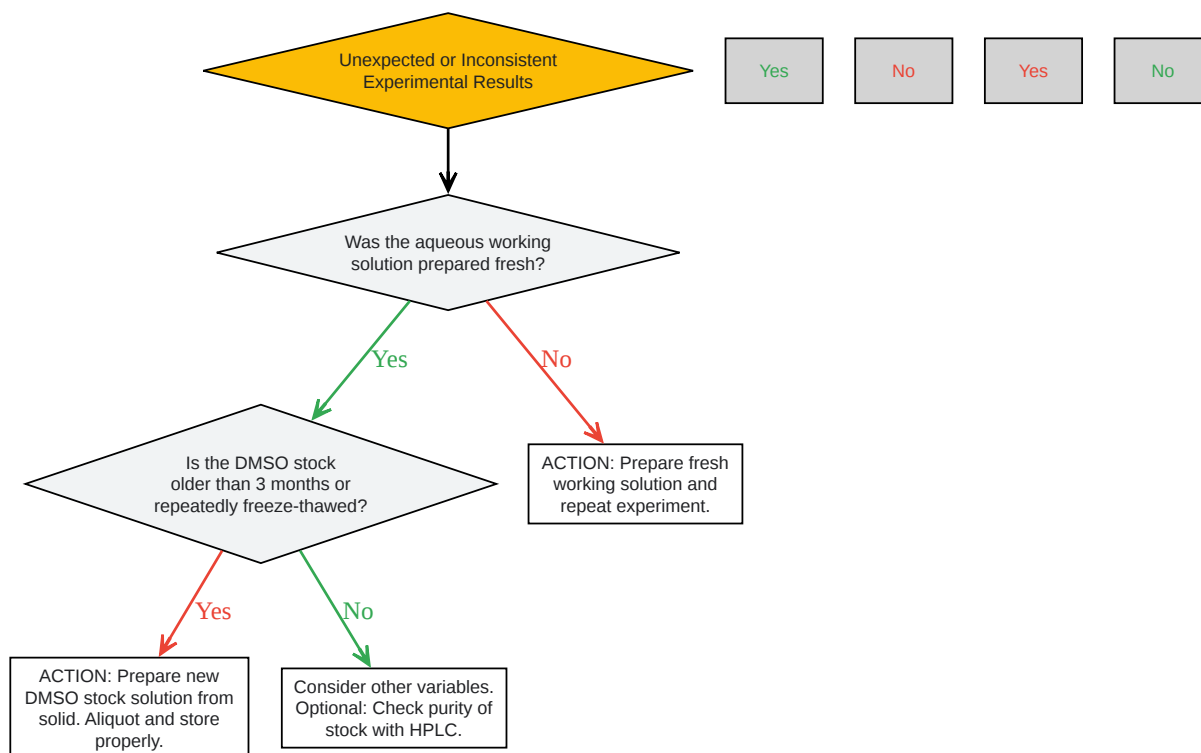 Unexpected or Inconsistent
Experimental Results
Yes
No
Yes
No
Was the aqueous working
solution prepared fresh?
Yes
No
Is the DMSO stock
older than 3 months or
repeatedly freeze-thawed?
ACTION: Prepare fresh
working solution and
repeat experiment.
Yes
No
ACTION: Prepare new
DMSO stock solution from
solid. Aliquot and store
properly.
Consider other variables.
Optional: Check purity of
stock with HPLC.